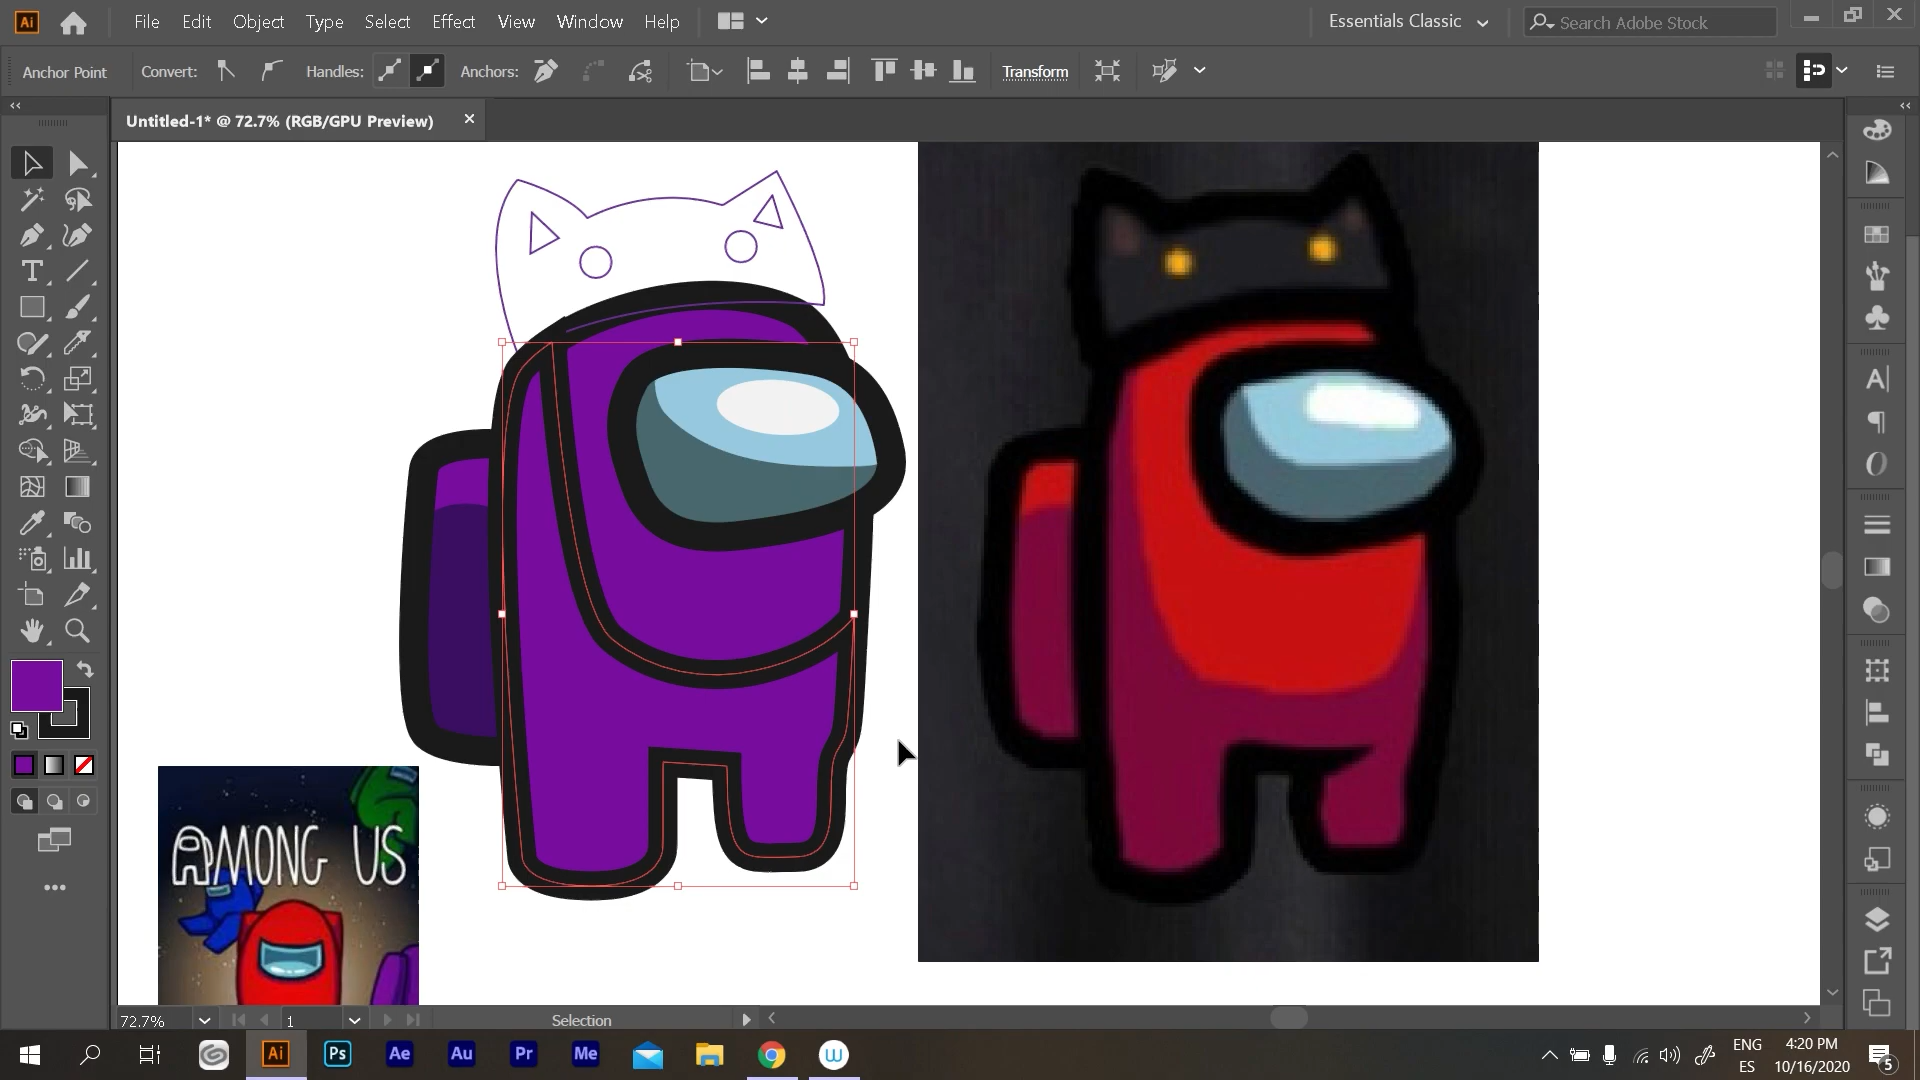 Ai
File Edit Object Type Select Effect View Window Help
Essentials Classic
Search Adobe Stock
Anchor Point
Convert:
Handles:
Anchors:
Transform
Untitled-1* @ 72.7% (RGB/GPU Preview)
AMONG US
72.7%
1
Selection
Ai
Ps
Ae
Au
Pr
Me
W
ENG
ES
4:20 PM
10/16/2020
5